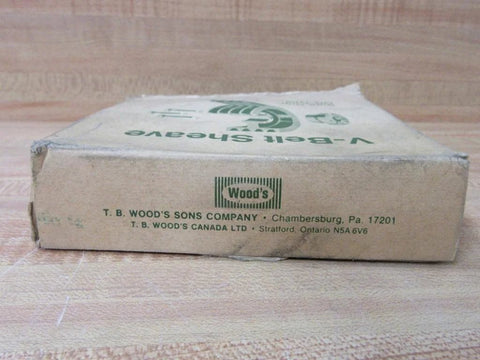 V-Belt Sheave
Wood's
T. B. WOOD'S SONS COMPANY • Chambersburg, Pa. 17201
T. B. WOOD'S CANADA LTD • Stratford, Ontario N5A 6V6